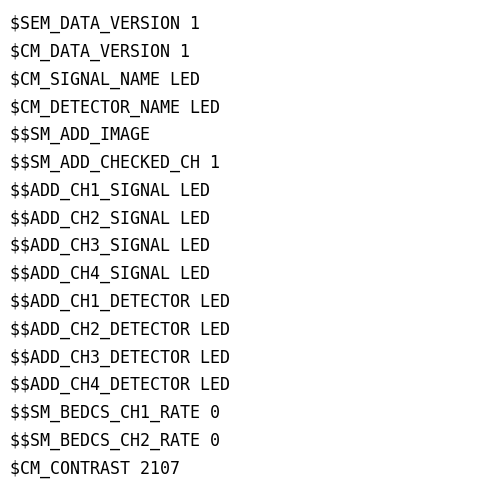 $SEM_DATA_VERSION 1
$CM_DATA_VERSION 1
$CM_SIGNAL_NAME LED
$CM_DETECTOR_NAME LED
$$SM_ADD_IMAGE
$$SM_ADD_CHECKED_CH 1
$$ADD_CH1_SIGNAL LED
$$ADD_CH2_SIGNAL LED
$$ADD_CH3_SIGNAL LED
$$ADD_CH4_SIGNAL LED
$$ADD_CH1_DETECTOR LED
$$ADD_CH2_DETECTOR LED
$$ADD_CH3_DETECTOR LED
$$ADD_CH4_DETECTOR LED
$$SM_BEDCS_CH1_RATE 0
$$SM_BEDCS_CH2_RATE 0
$CM_CONTRAST 2107